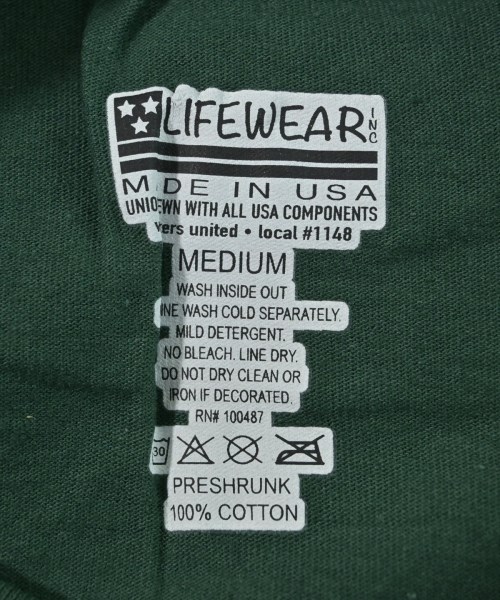 LIFEWEAR INC
MADE IN USA
WITH ALL USA COMPONENTS
united • local #1148
MEDIUM
WASH INSIDE OUT
WASH COLD SEPARATELY.
MILD DETERGENT.
NO BLEACH. LINE DRY.
DO NOT DRY CLEAN OR
IRON IF DECORATED.
RN# 100487
30
PRESHRUNK
100% COTTON